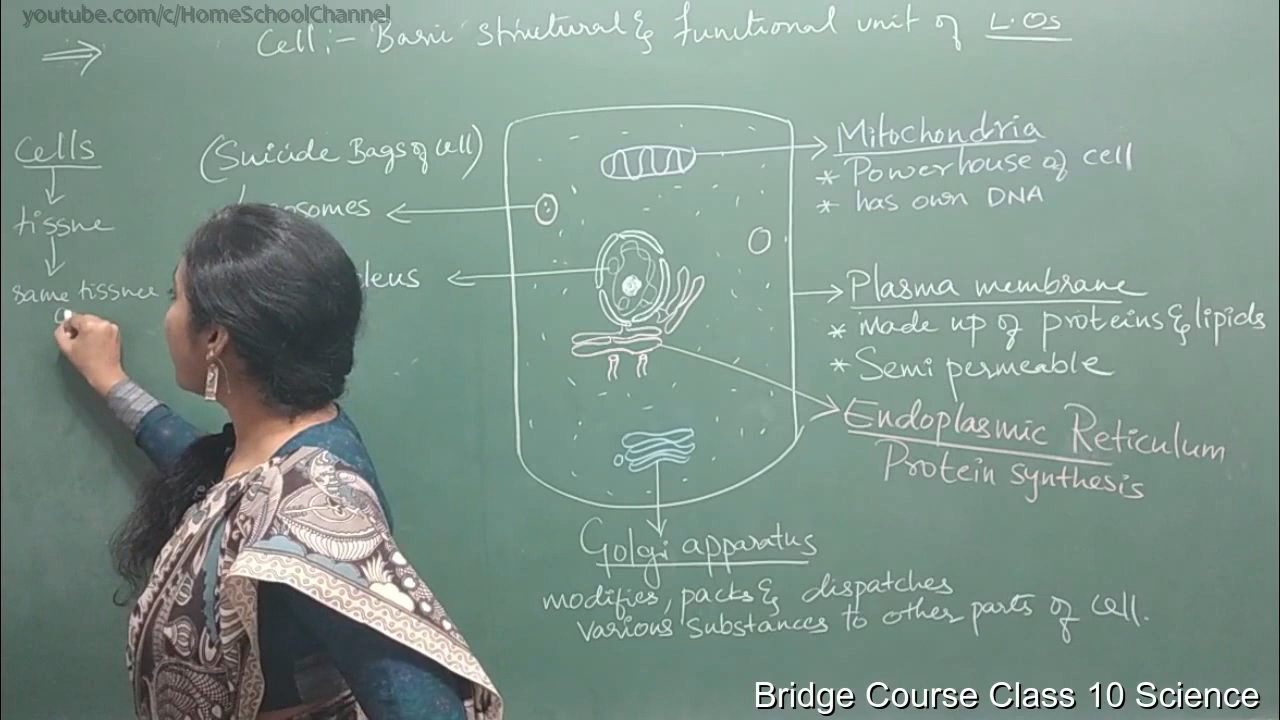 youtube.com/c/HomeSchoolChannel
Cell:- Basic structural & functional unit of L.Os
cells
tissue
same tissues
(Suicide Bags of cell)
Mitochondria
* Powerhouse of cell
* has own DNA
Plasma membrane
* made up of proteins & lipids
* Semi permeable
Endoplasmic Reticulum
Protein synthesis
Golgi apparatus
modifies, packs & dispatches
various substances to other parts of cell.
Bridge Course Class 10 Science